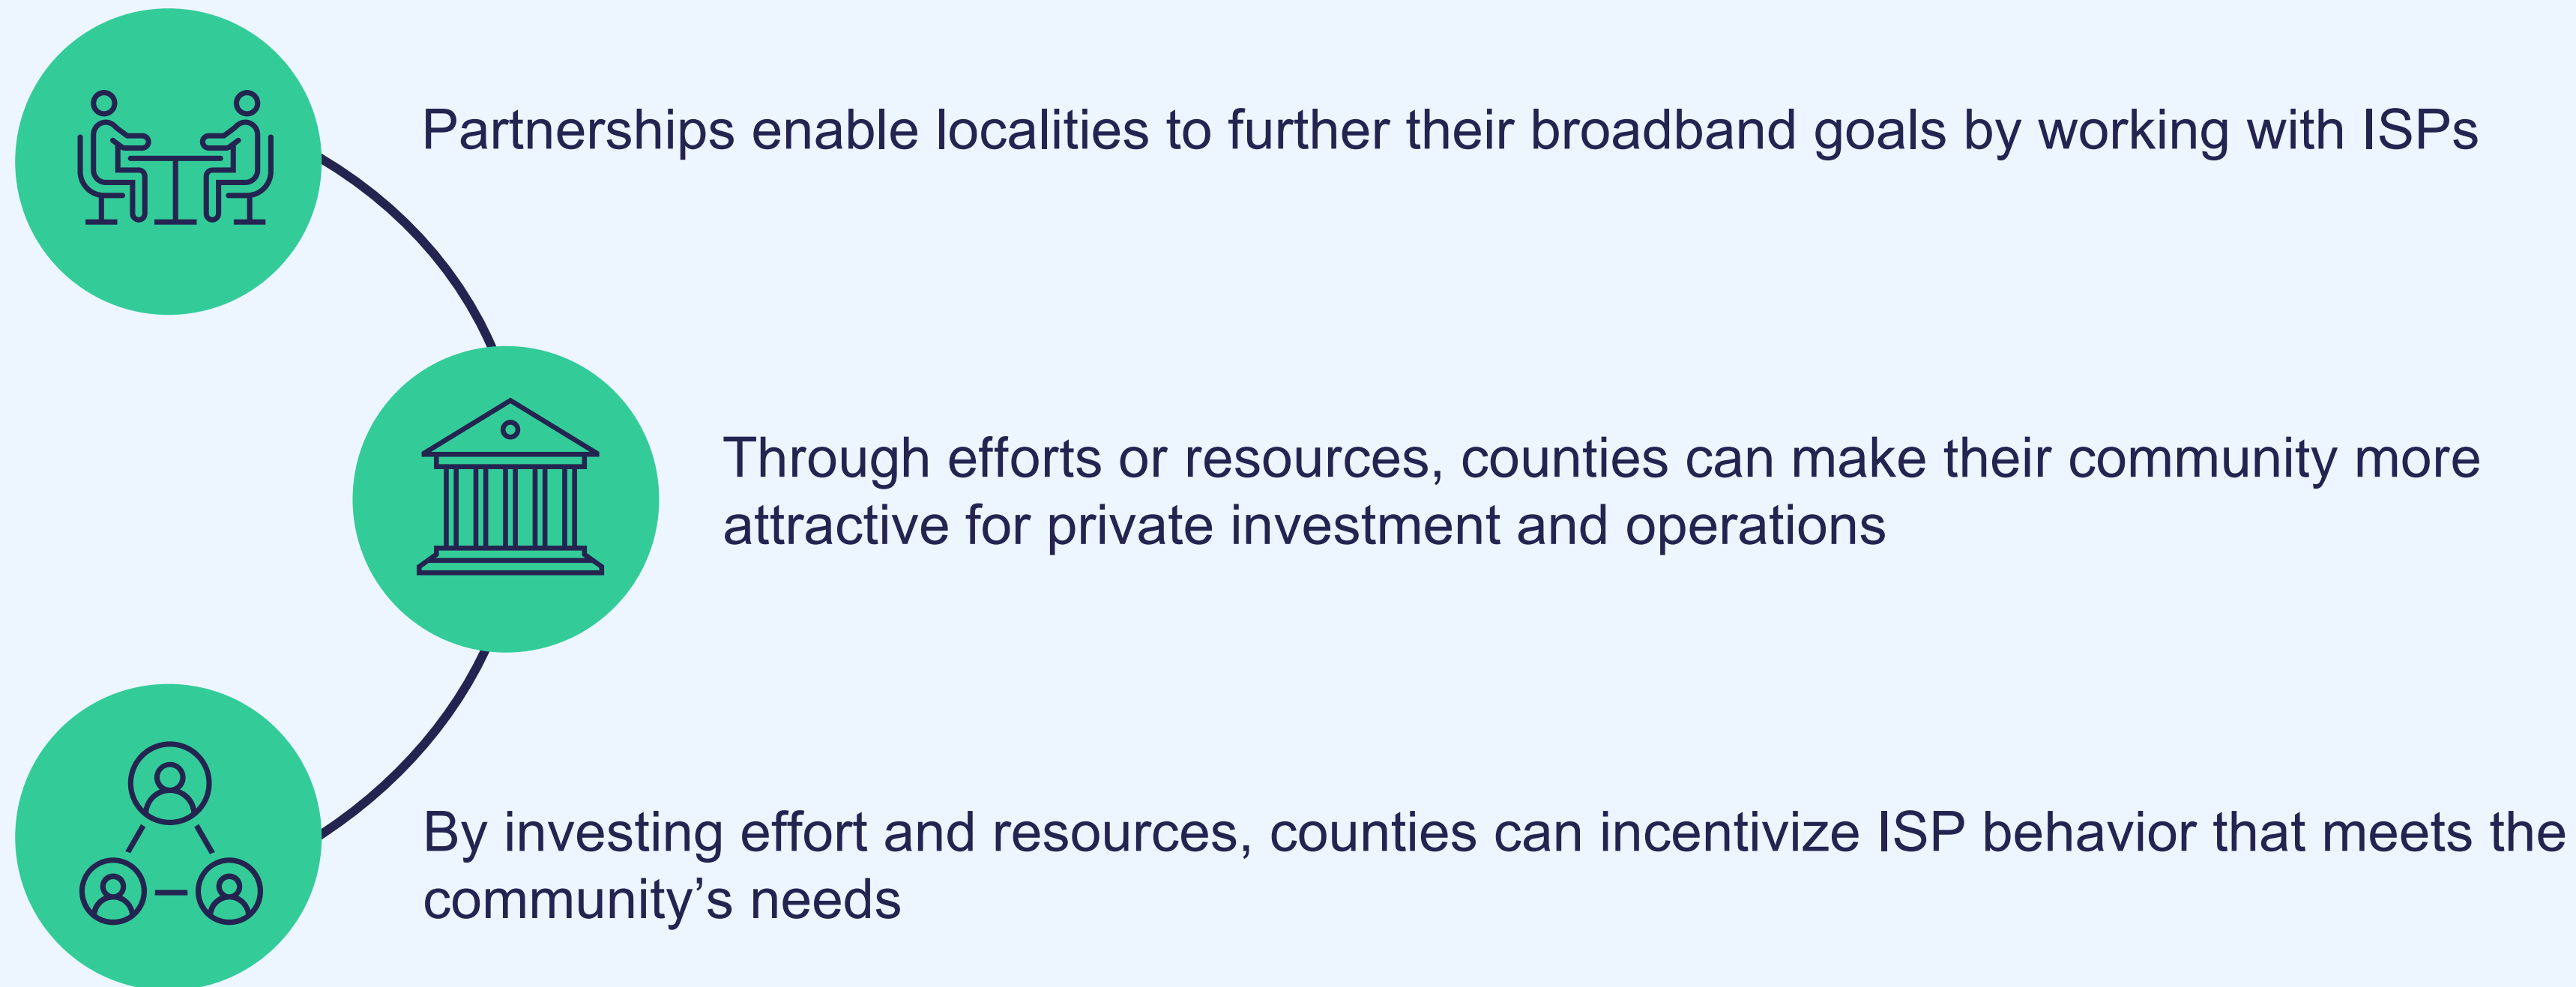 Partnerships enable localities to further their broadband goals by working with ISPs
Through efforts or resources, counties can make their community more
attractive for private investment and operations
By investing effort and resources, counties can incentivize ISP behavior that meets the
community’s needs